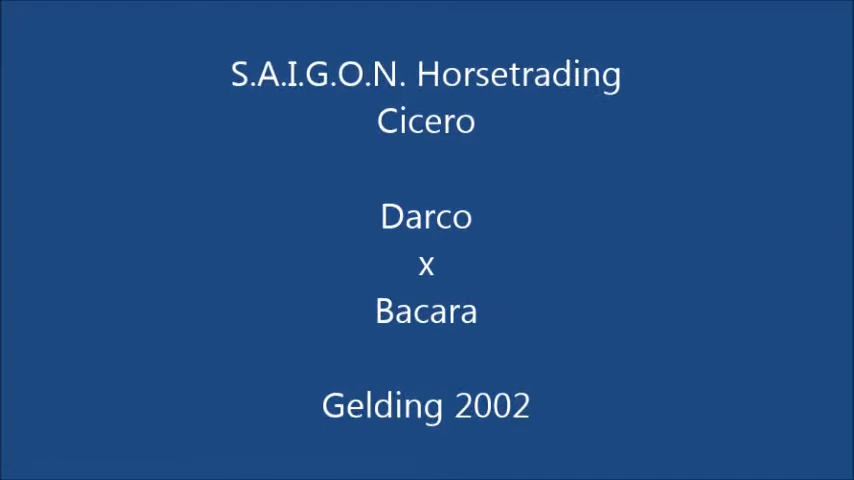 S.A.I.G.O.N. Horsetrading
Cicero
Darco
x
Bacara
Gelding 2002